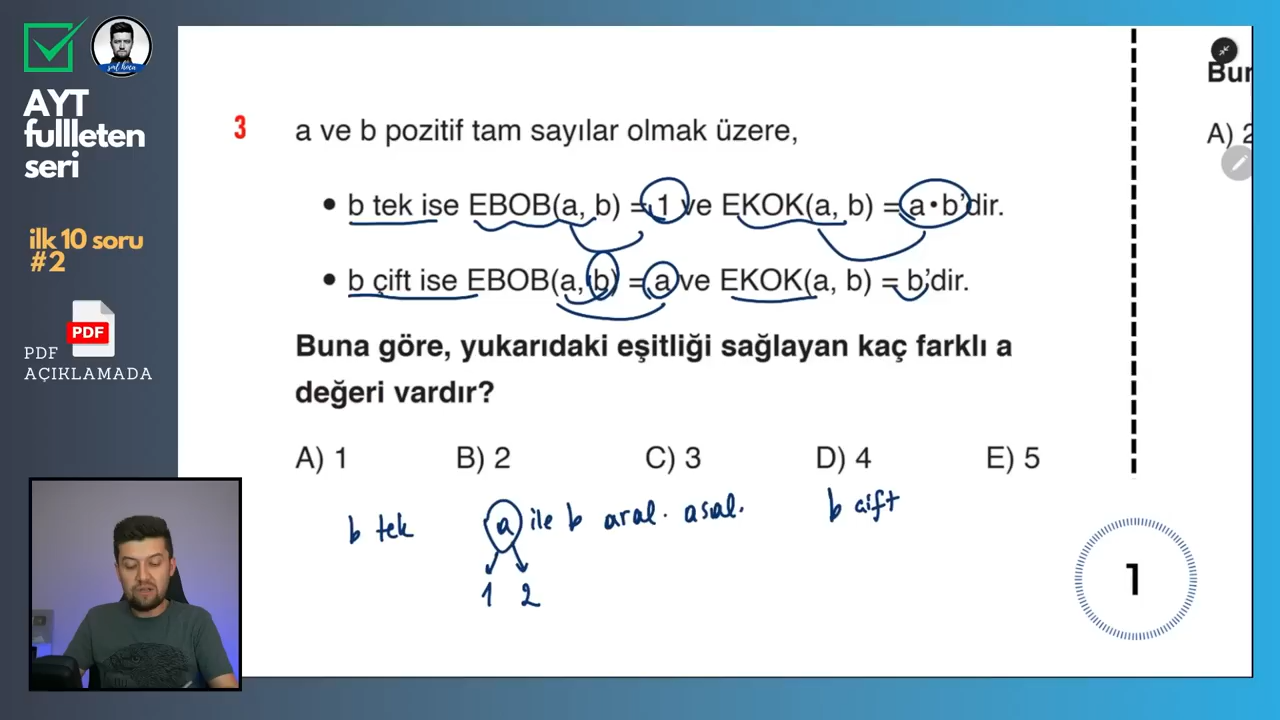 AYT
fullleten
seri
ilk 10 soru
#2
PDF
PDF
AÇIKLAMADA
3
a ve b pozitif tam sayılar olmak üzere,
• b tek ise EBOB(a, b) = 1 ve EKOK(a, b) = a • b'dir.
• b çift ise EBOB(a, b) = a ve EKOK(a, b) = b'dir.
Buna göre, yukarıdaki eşitliği sağlayan kaç farklı a
değeri vardır?
A) 1 B) 2 C) 3 D) 4 E) 5
b tek a ile b aral. asal. b çift
1 2
1
A) 2